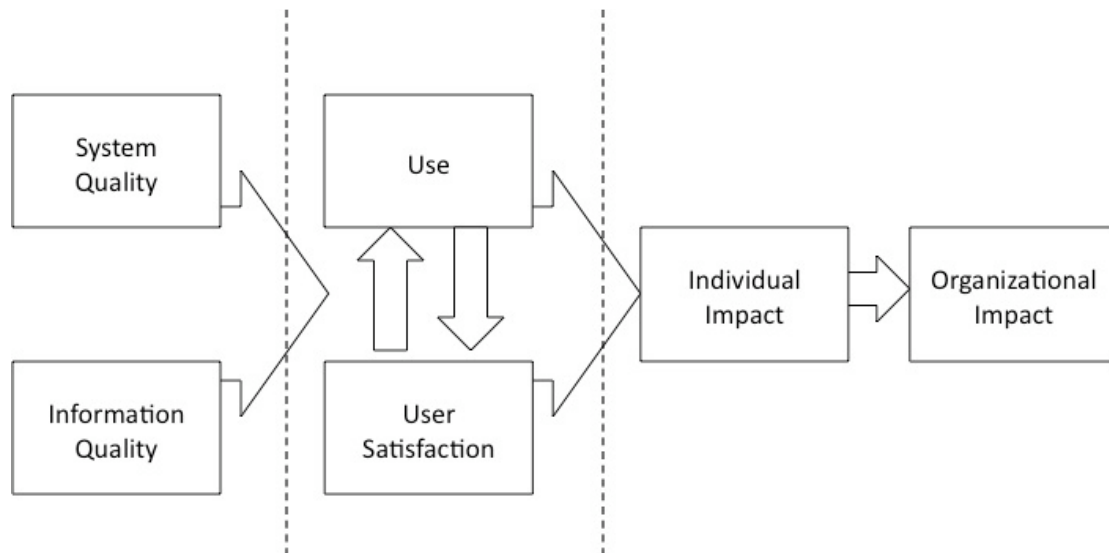 System
Quality
Information
Quality
Use
User
Satisfaction
Individual
Impact
Organizational
Impact